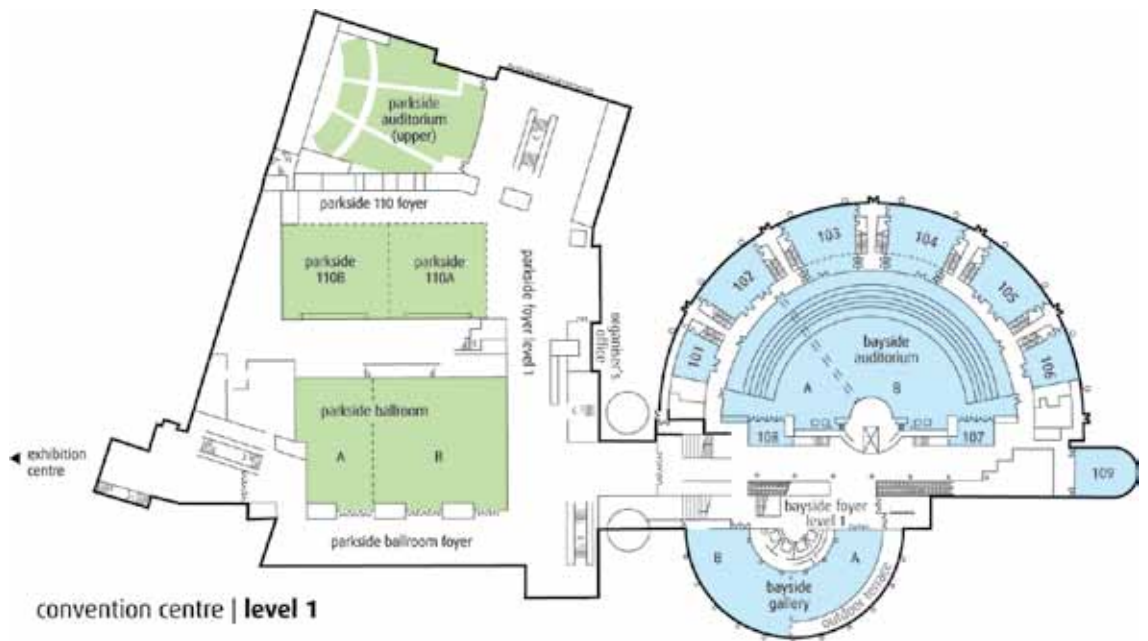 parkside
auditorium
(upper)
parkside 110 foyer
parkside
110B
parkside
110A
parkside foyer level 1
organiser's
office
parkside ballroom
A
B
parkside ballroom foyer
◄ exhibition
centre
101
102
103
104
105
106
bayside
auditorium
A
B
108
107
109
bayside foyer
level 1
B
A
bayside
gallery
outdoor terrace
convention centre | level 1